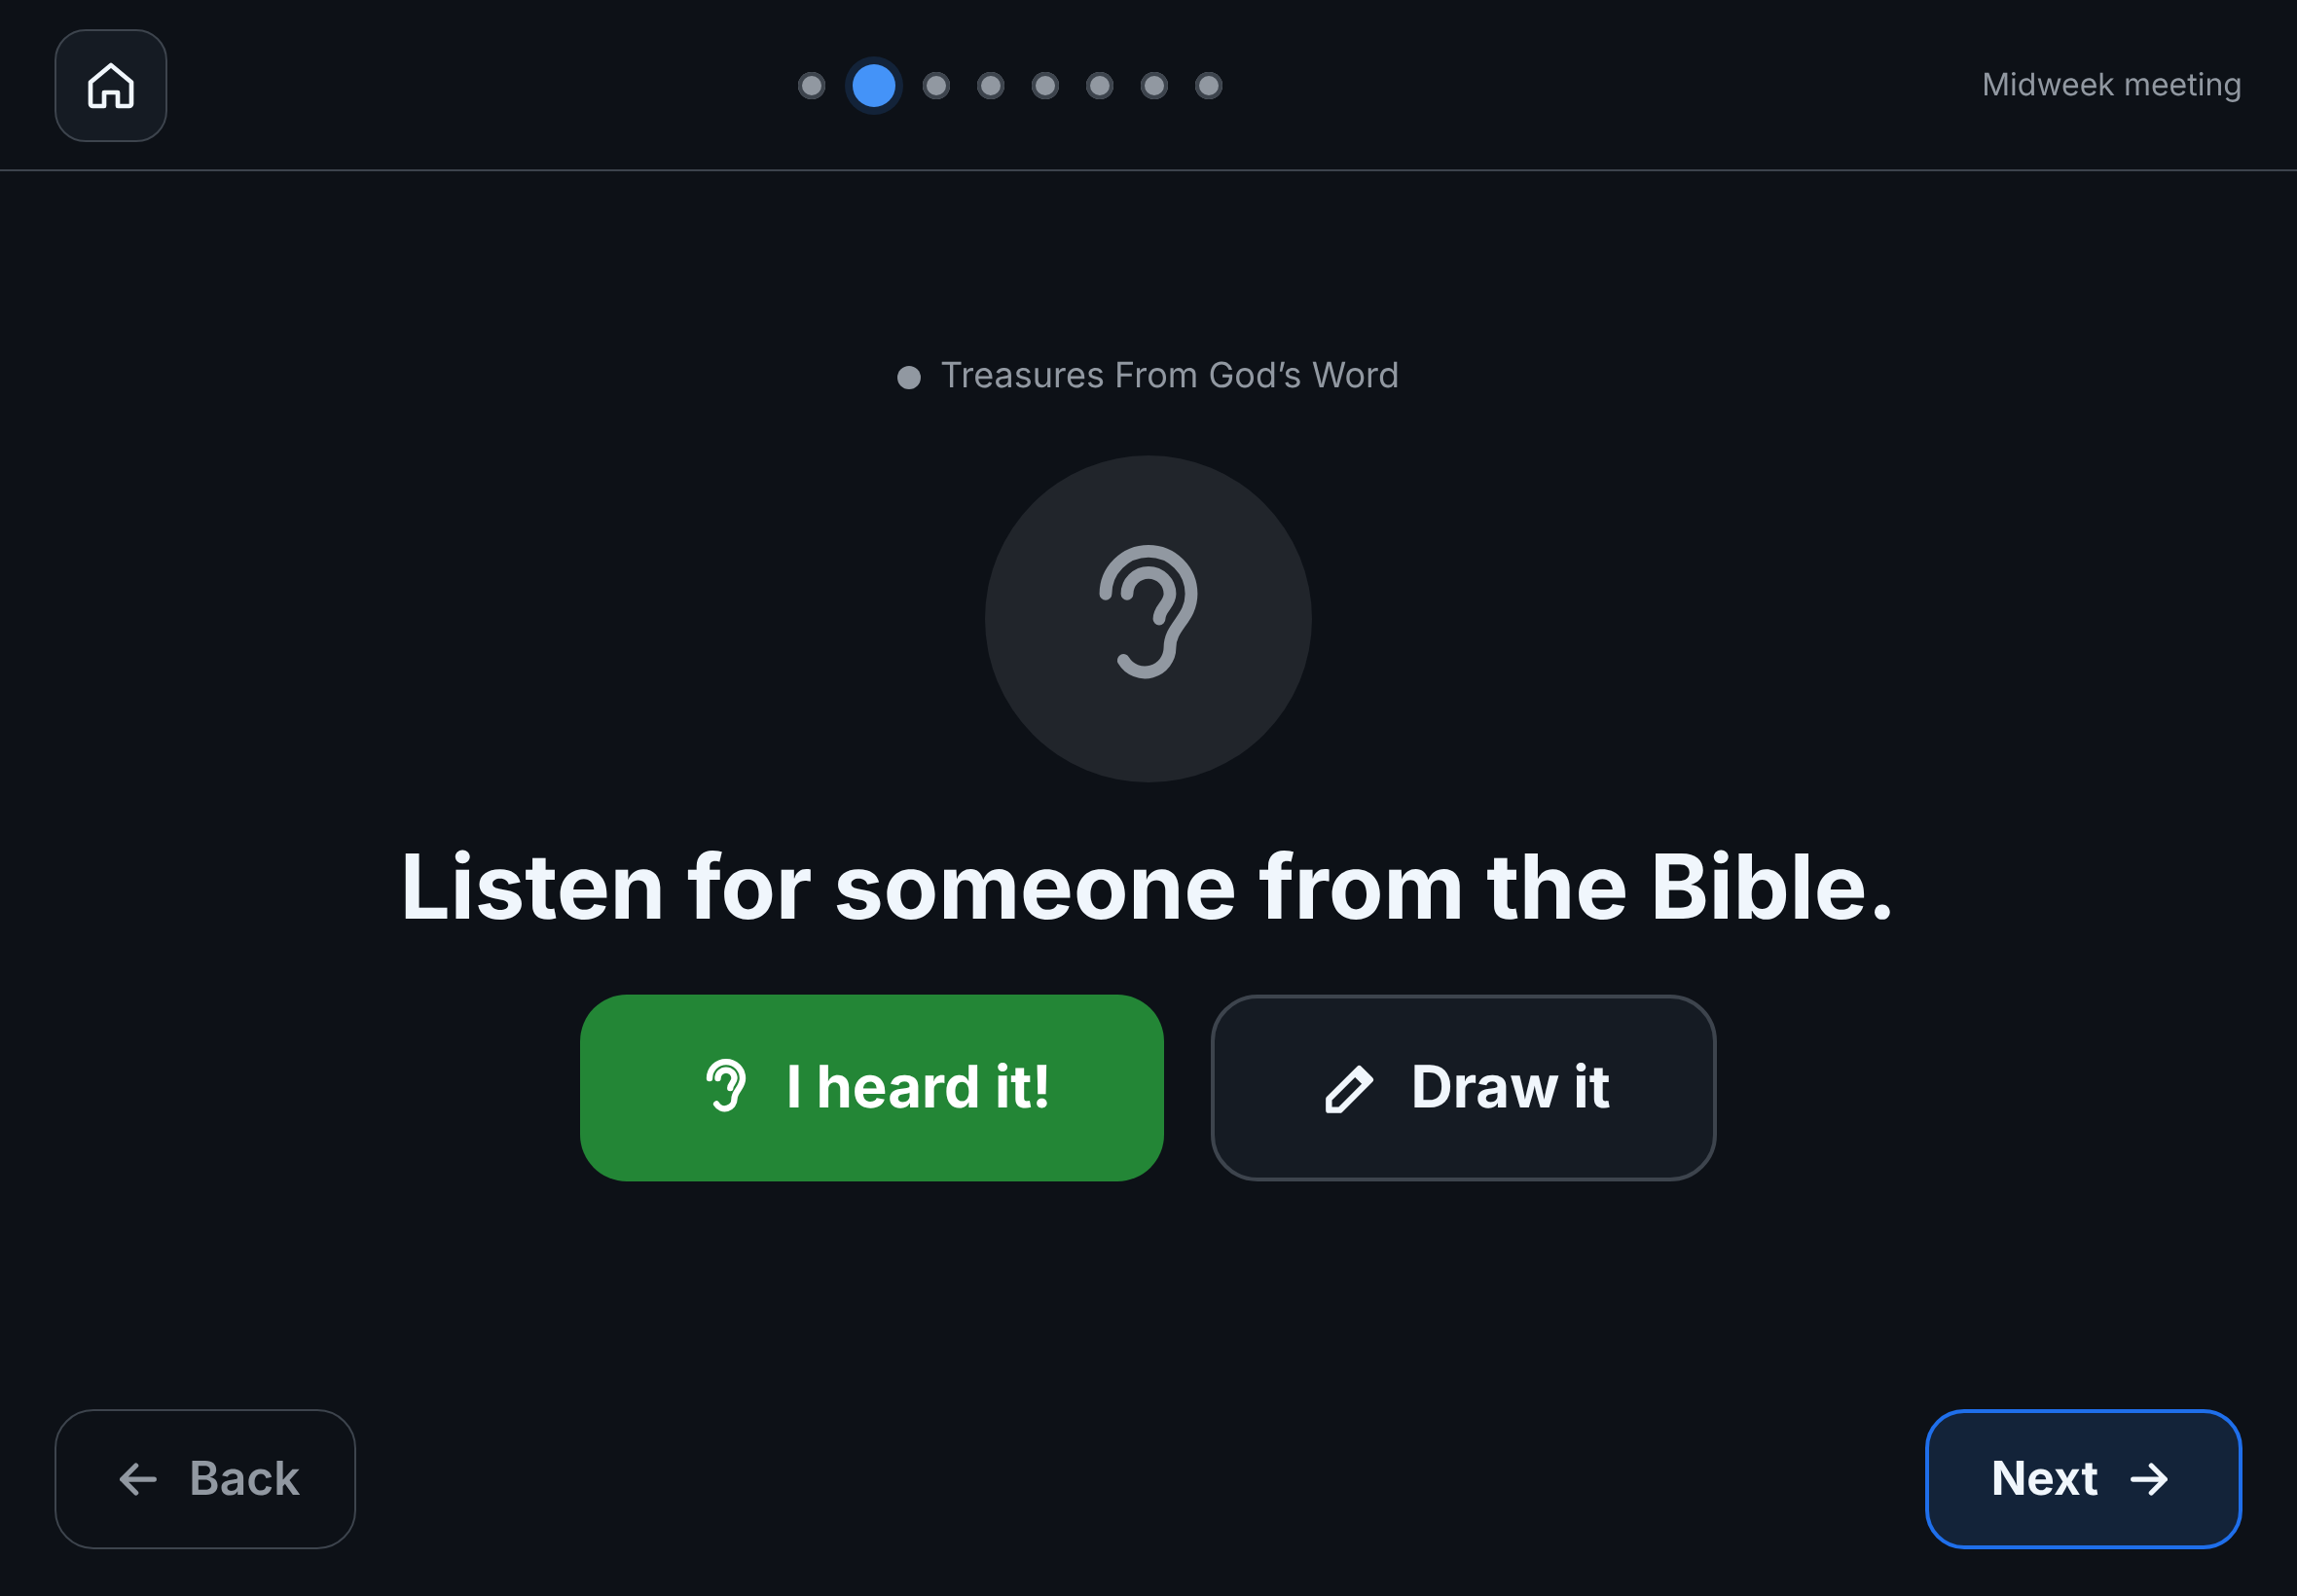 Midweek meeting
Treasures From God’s Word
Listen for someone from the Bible.
I heard it!
Draw it
Back
Next